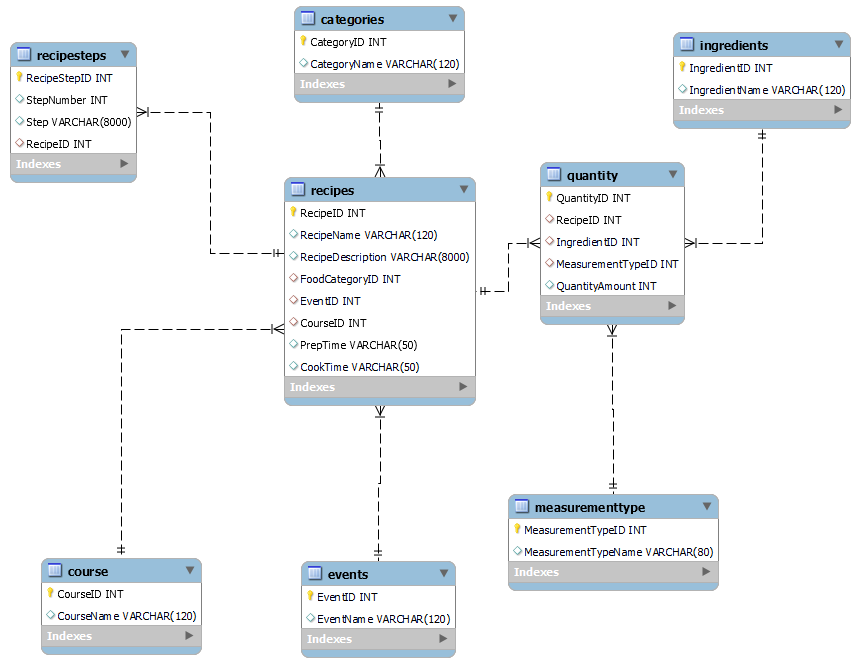 categories
CategoryID INT
CategoryName VARCHAR(120)
Indexes
ingredients
IngredientID INT
IngredientName VARCHAR(120)
Indexes
recipesteps
RecipeStepID INT
StepNumber INT
Step VARCHAR(8000)
RecipeID INT
Indexes
recipes
RecipeID INT
RecipeName VARCHAR(120)
RecipeDescription VARCHAR(8000)
FoodCategoryID INT
EventID INT
CourseID INT
PrepTime VARCHAR(50)
CookTime VARCHAR(50)
Indexes
quantity
QuantityID INT
RecipeID INT
IngredientID INT
MeasurementTypeID INT
QuantityAmount INT
Indexes
measurementtype
MeasurementTypeID INT
MeasurementTypeName VARCHAR(80)
Indexes
course
CourseID INT
CourseName VARCHAR(120)
Indexes
events
EventID INT
EventName VARCHAR(120)
Indexes